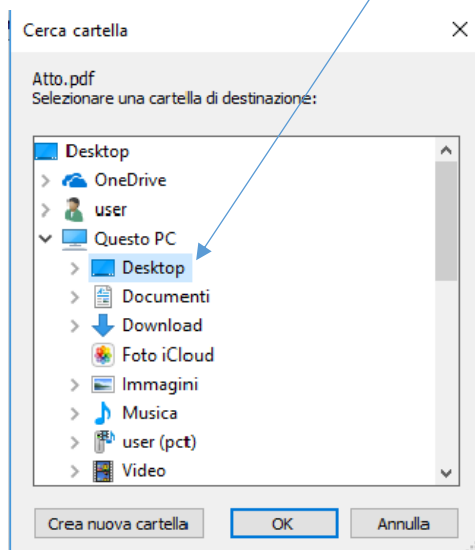 Cerca cartella
Atto.pdf
Selezionare una cartella di destinazione:
Desktop
OneDrive
user
Questo PC
Desktop
Documenti
Download
Foto iCloud
Immagini
Musica
user (pct)
Video
Crea nuova cartella OK Annulla